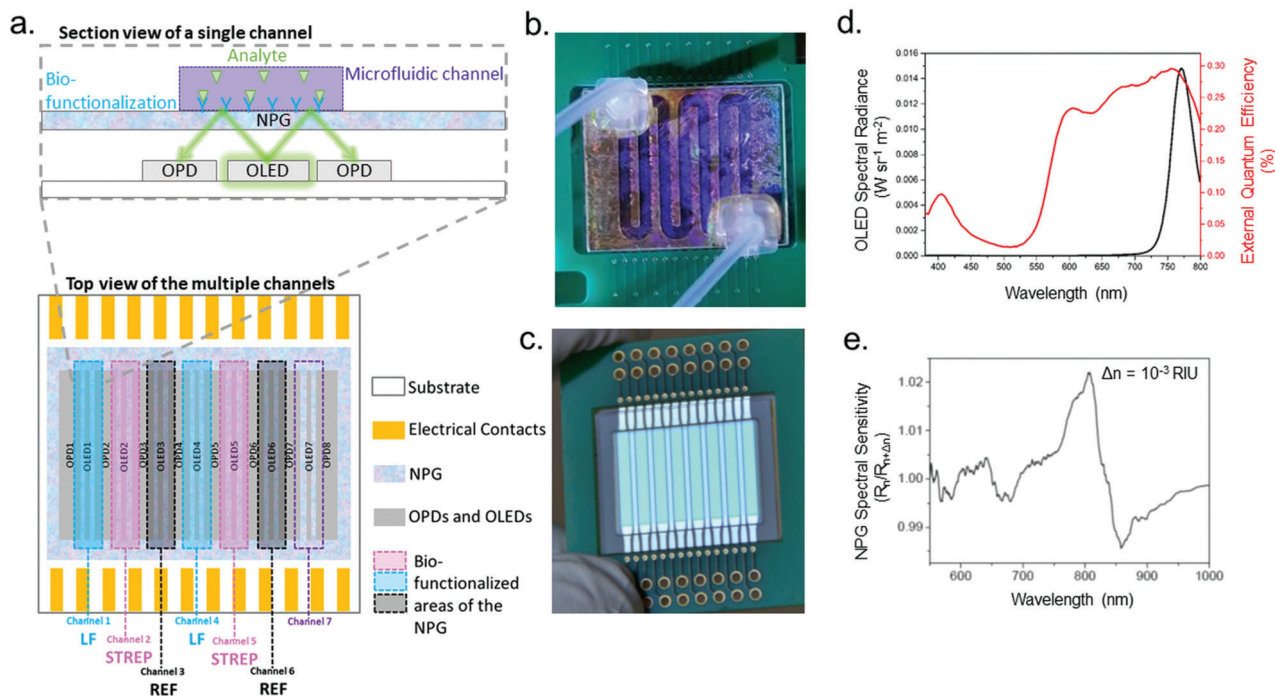 a.
Section view of a single channel
Analyte
Bio-
functionalization
Microfluidic channel
NPG
OPD
OLED
OPD
Top view of the multiple channels
OPD1
OLED1
OPD2
OLED2
OPD3
OLED3
OPD4
OLED4
OPD5
OLED5
OPD6
OLED6
OPD7
OLED7
OPD8
Channel 1
LF
Channel 2
STREP
Channel 3
REF
Channel 4
LF
Channel 5
STREP
Channel 6
REF
Channel 7
Substrate
Electrical Contacts
NPG
OPDs and OLEDs
Bio-
functionalized
areas of the
NPG
b.
c.
d.
OLED Spectral Radiance
(W sr⁻¹ m⁻²)
0.016
0.014
0.012
0.010
0.008
0.006
0.004
0.002
0.000
400
450
500
550
600
650
700
750
800
Wavelength (nm)
0.30
0.25
0.20
0.15
0.10
0.05
0.00
External Quantum Efficiency
(%)
e.
Δn = 10⁻³ RIU
NPG Spectral Sensitivity
(Rn/Rn+Δn)
1.02
1.01
1.00
0.99
600
700
800
900
1000
Wavelength (nm)